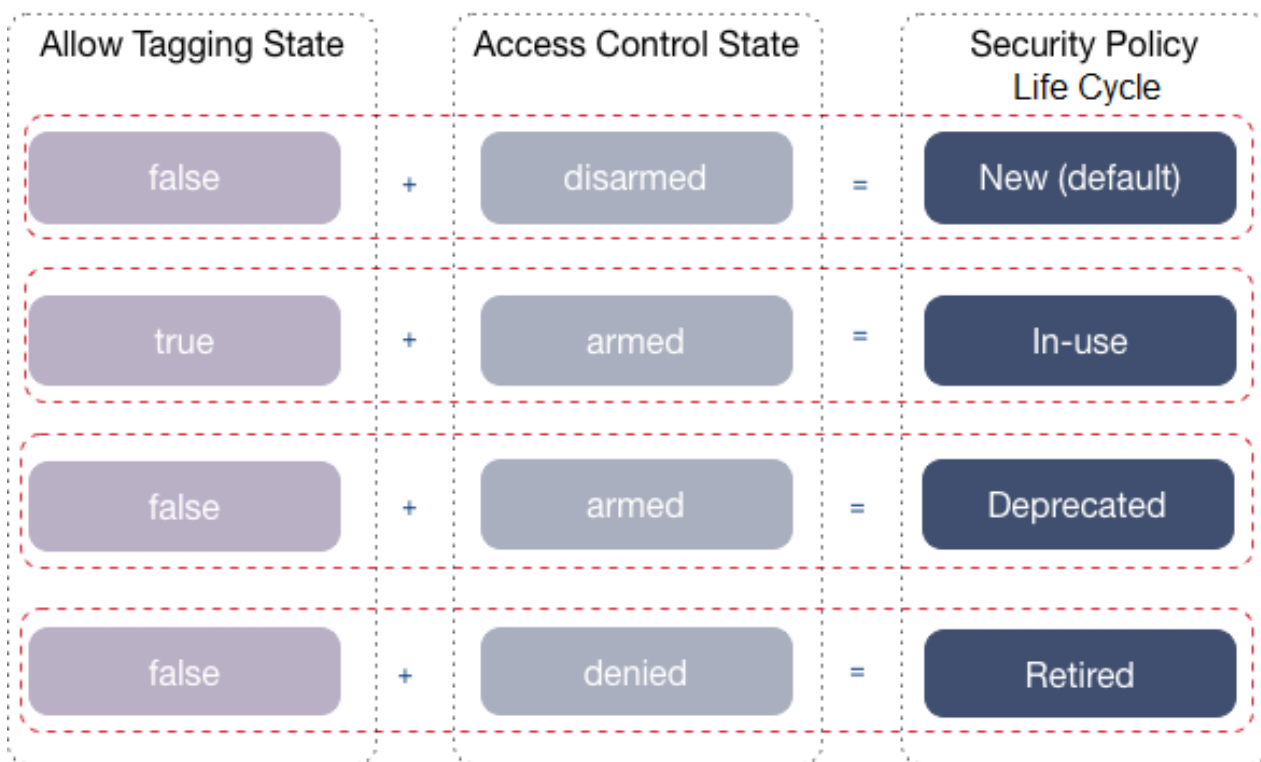 Allow Tagging State
Access Control State
Security Policy
Life Cycle
false + disarmed = New (default)
true + armed = In-use
false + armed = Deprecated
false + denied = Retired